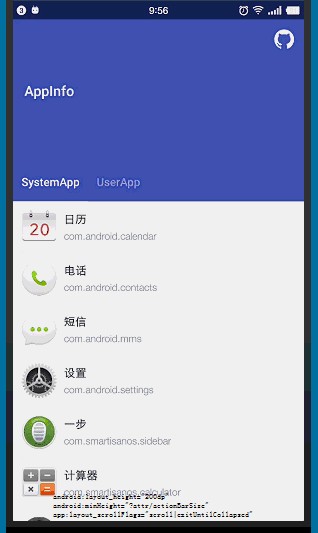 9:56
AppInfo
SystemApp UserApp
日历
com.android.calendar
20
电话
com.android.contacts
短信
com.android.mms
设置
com.android.settings
一步
com.smartisanos.sidebar
计算器
com.smartisanos.calculator
android:layout_height="200dp"
android:minHeight="?attr/actionBarSize"
app:layout_scrollFlags="scroll|exitUntilCollapsed"